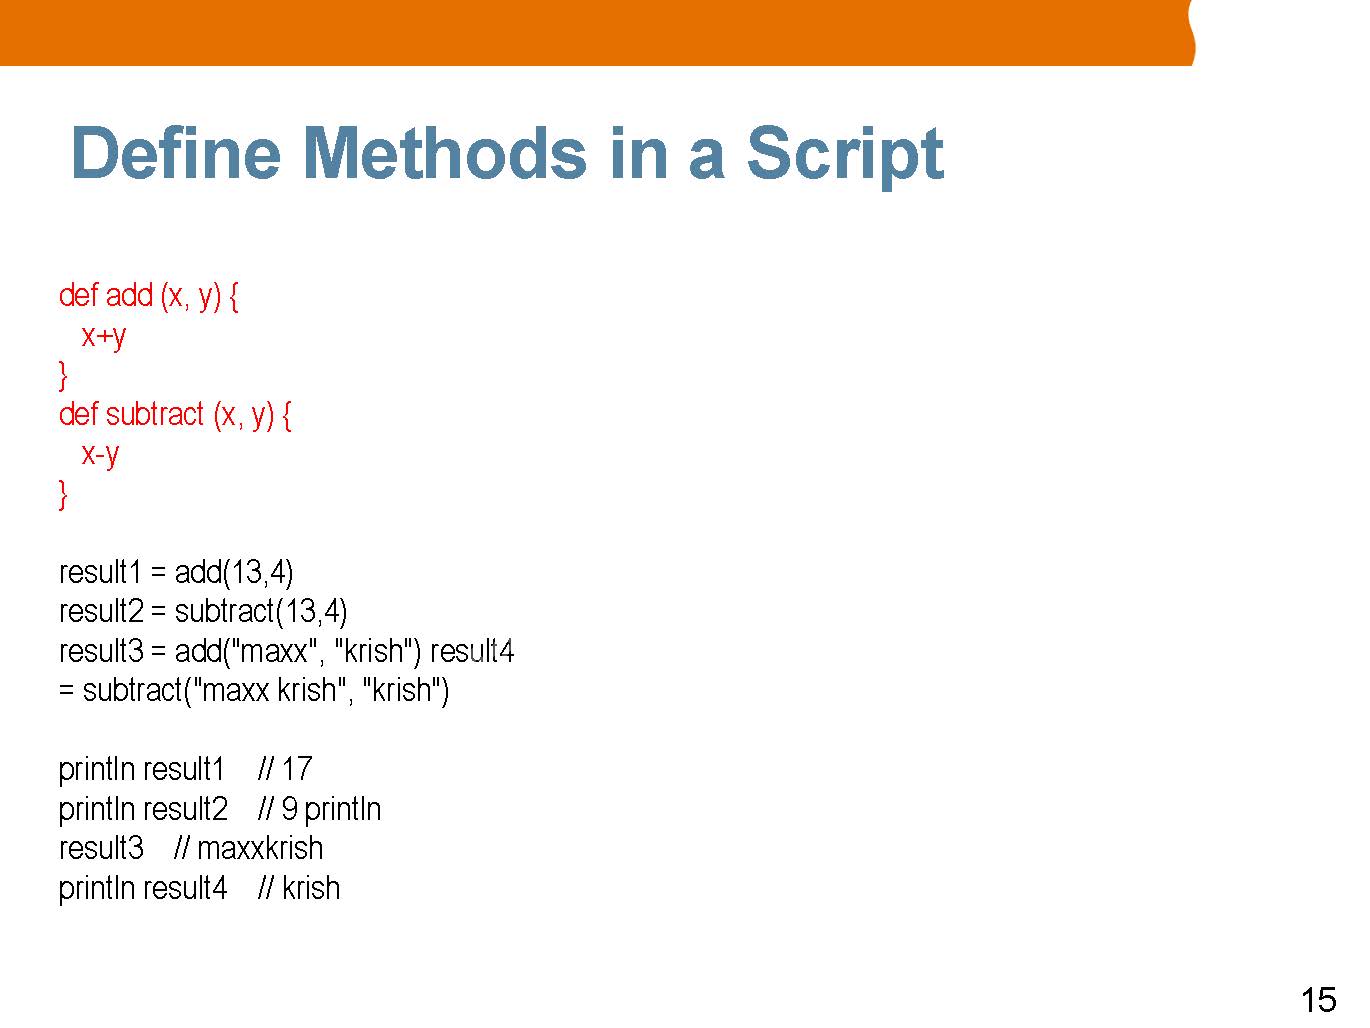 Define Methods in a Script
def add (x, y) {
x+y
}
def subtract (x, y) {
x-y
}
result1 = add(13,4)
result2 = subtract(13,4)
result3 = add("maxx", "krish") result4
= subtract("maxx krish", "krish")
println result1 // 17
println result2 // 9 println
result3 // maxxkrish
println result4 // krish
15